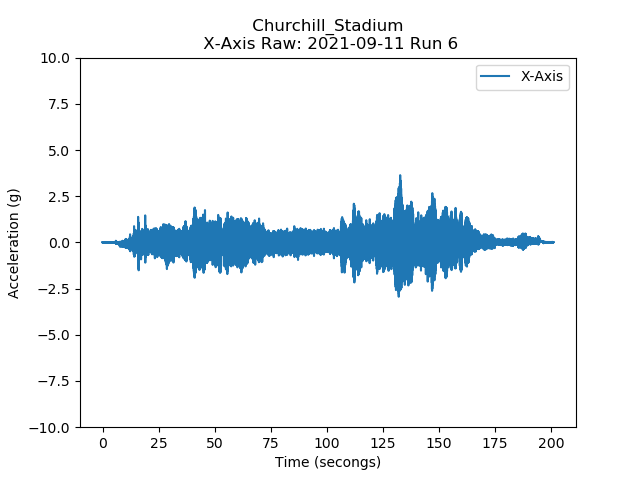 Churchill_Stadium
X-Axis Raw: 2021-09-11 Run 6
X-Axis
10.0
7.5
5.0
2.5
0.0
−2.5
−5.0
−7.5
−10.0
Acceleration (g)
0 25 50 75 100 125 150 175 200
Time (secongs)